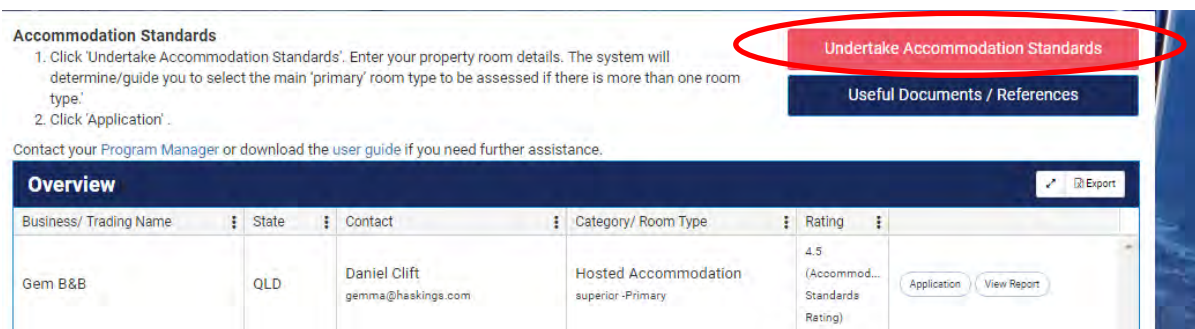 Accommodation Standards
1. Click 'Undertake Accommodation Standards'. Enter your property room details. The system will
determine/guide you to select the main 'primary' room type to be assessed if there is more than one room
type.'
2. Click 'Application' .
Undertake Accommodation Standards
Useful Documents / References
Contact your Program Manager or download the user guide if you need further assistance.
Overview
Export
Business/ Trading Name State Contact Category/ Room Type Rating
Gem B&B QLD Daniel Clift Hosted Accommodation
gemma@haskings.com superior -Primary
4.5
(Accommod...
Standards
Rating)
Application View Report